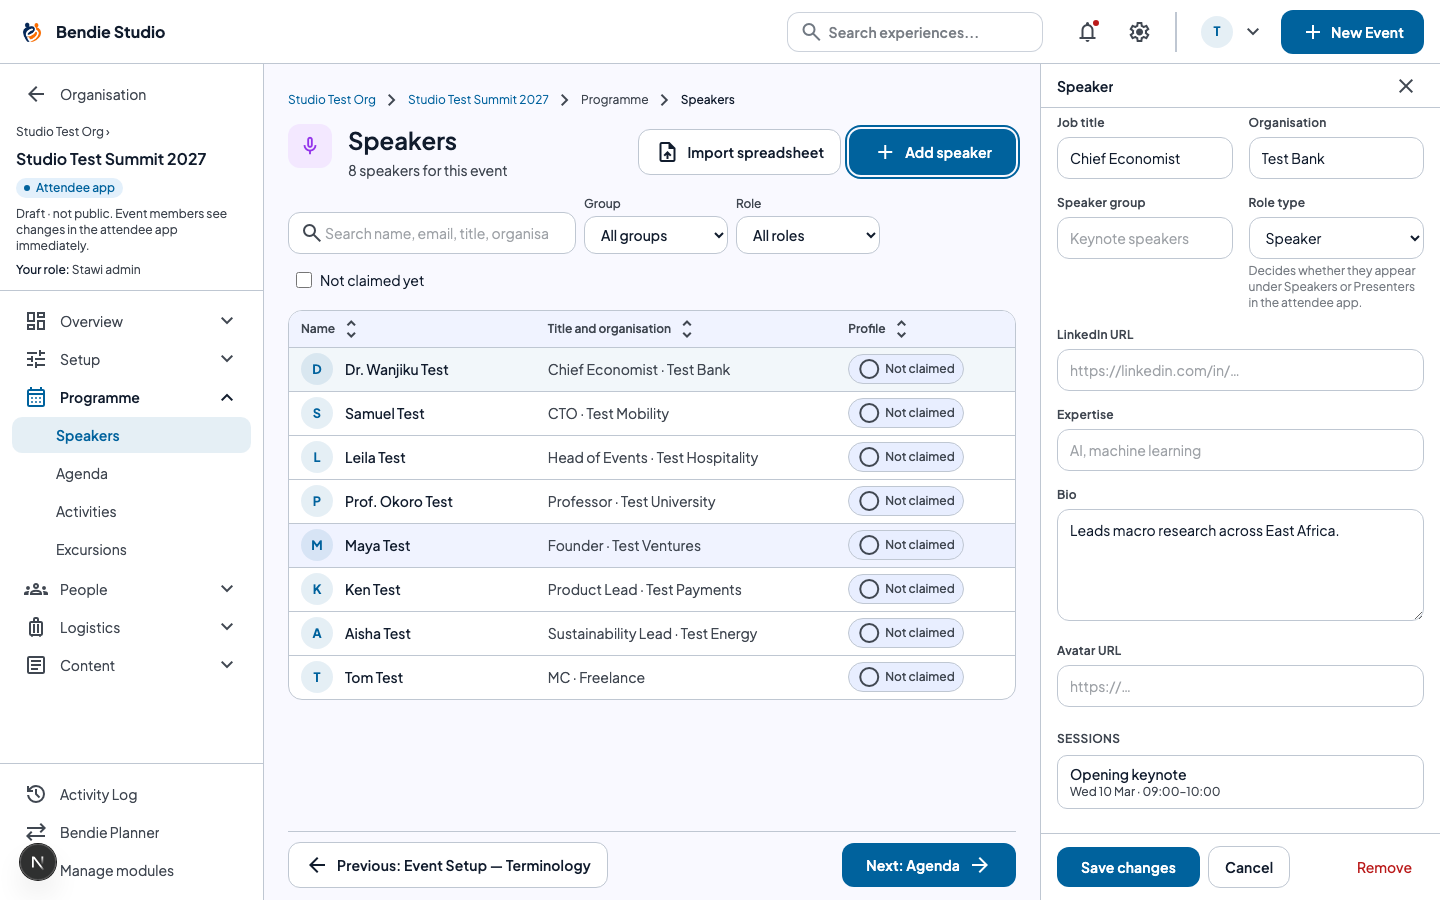 Bendie Studio
Search experiences...
T
New Event
Organisation
Studio Test Org ›
Studio Test Summit 2027
Attendee app
Draft · not public. Event members see
changes in the attendee app
immediately.
Your role: Stawi admin
Overview
Setup
Programme
Speakers
Agenda
Activities
Excursions
People
Logistics
Content
Activity Log
Bendie Planner
N
Manage modules
Studio Test Org
Studio Test Summit 2027
Programme
Speakers
Speakers
8 speakers for this event
Import spreadsheet
Add speaker
Search name, email, title, organisa
Group
All groups
Role
All roles
Not claimed yet
Name
Title and organisation
Profile
D Dr. Wanjiku Test Chief Economist · Test Bank Not claimed
S Samuel Test CTO · Test Mobility Not claimed
L Leila Test Head of Events · Test Hospitality Not claimed
P Prof. Okoro Test Professor · Test University Not claimed
M Maya Test Founder · Test Ventures Not claimed
K Ken Test Product Lead · Test Payments Not claimed
A Aisha Test Sustainability Lead · Test Energy Not claimed
T Tom Test MC · Freelance Not claimed
Previous: Event Setup — Terminology
Next: Agenda
Speaker
Job title
Chief Economist
Organisation
Test Bank
Speaker group
Keynote speakers
Role type
Speaker
Decides whether they appear
under Speakers or Presenters
in the attendee app.
LinkedIn URL
https://linkedin.com/in/…
Expertise
AI, machine learning
Bio
Leads macro research across East Africa.
Avatar URL
https://…
SESSIONS
Opening keynote
Wed 10 Mar · 09:00–10:00
Save changes
Cancel
Remove